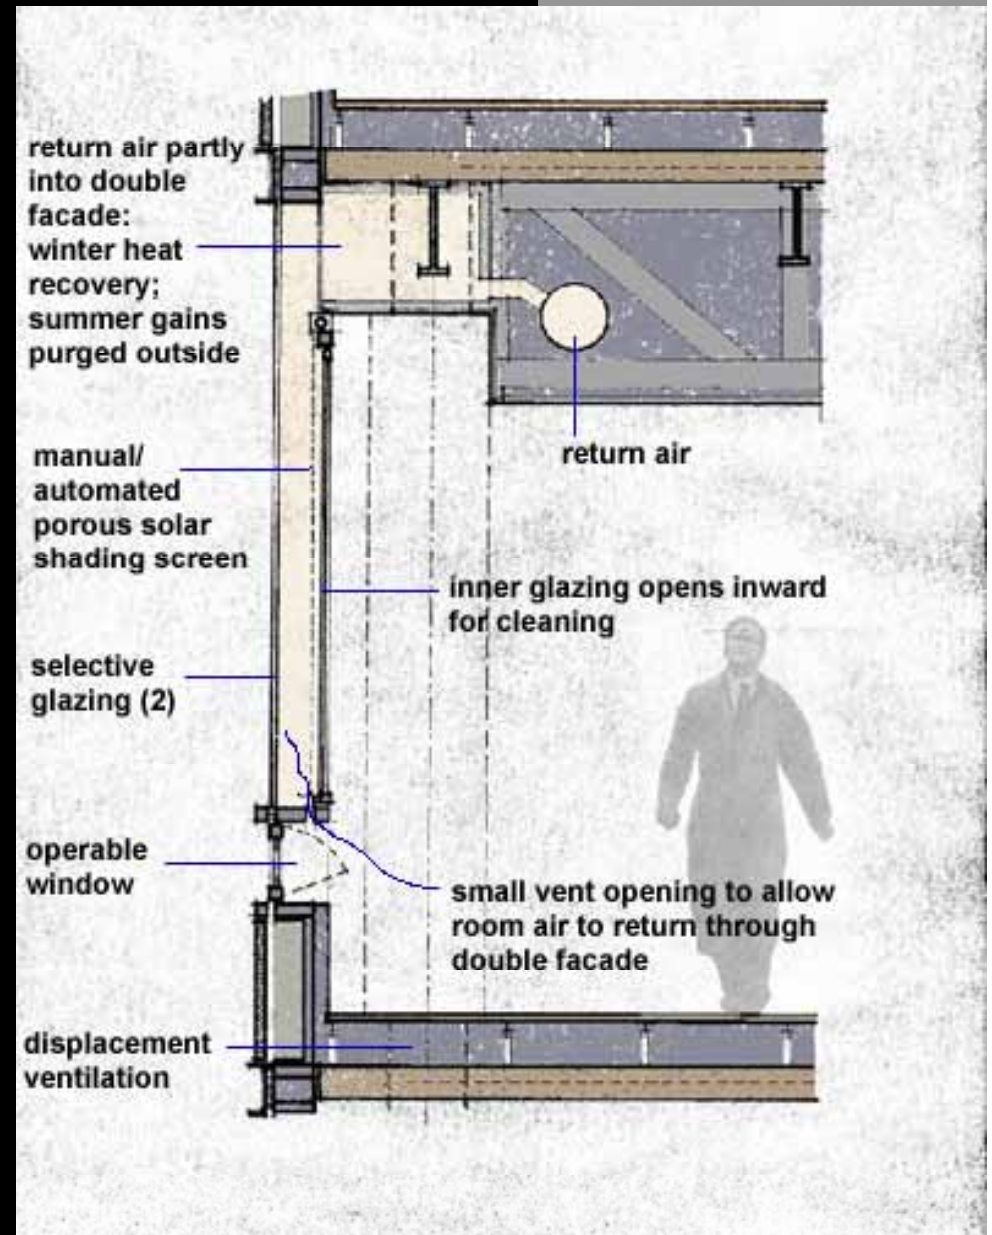 return air partly
into double
facade:
winter heat
recovery;
summer gains
purged outside
return air
manual/
automated
porous solar
shading screen
inner glazing opens inward
for cleaning
selective
glazing (2)
operable
window
small vent opening to allow
room air to return through
double facade
displacement
ventilation